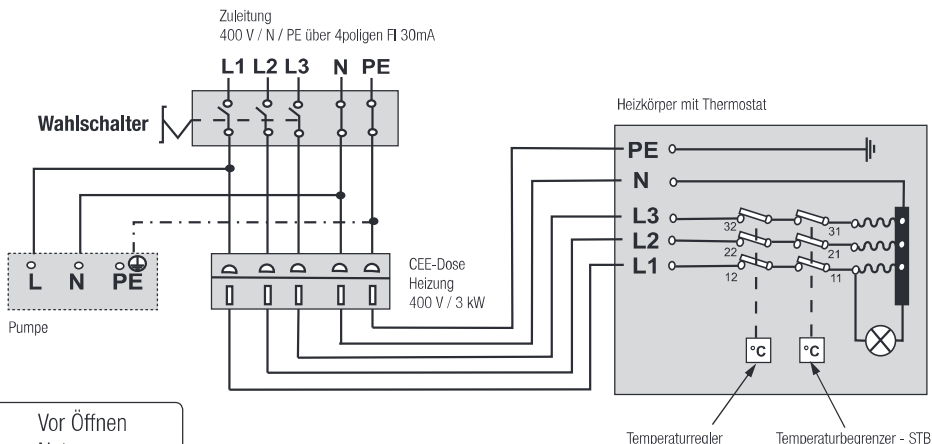 Zuleitung
400 V / N / PE über 4poligen FI 30mA
L1 L2 L3 N PE
Wahlschalter
Heizkörper mit Thermostat
PE
N
L3
32
31
L2
22
21
L1
12
11
L N PE
Pumpe
CEE-Dose
Heizung
400 V / 3 kW
°C
°C
Temperaturregler
Temperaturbegrenzer - STB
Vor Öffnen